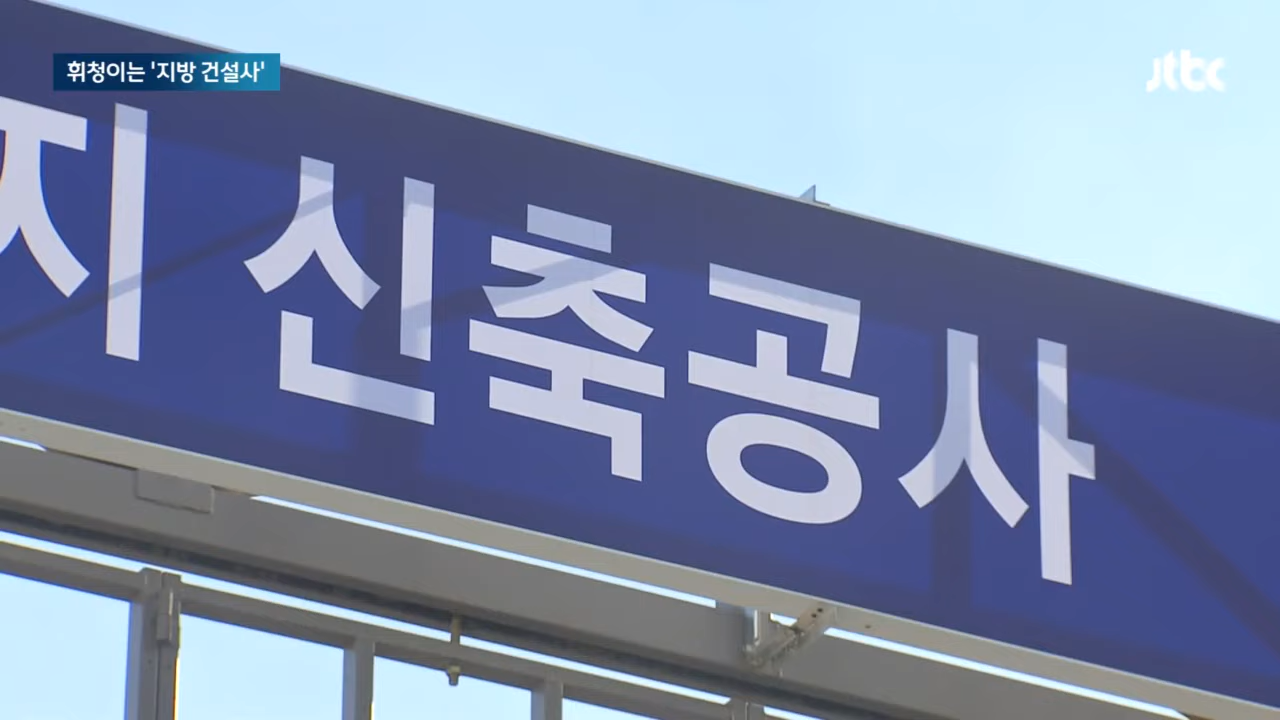 휘청이는 '지방 건설사'
jtbc
지 신축공사